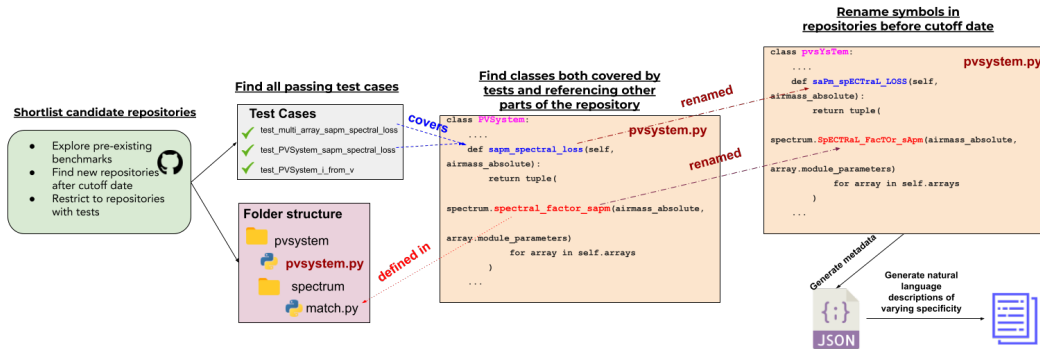 Shortlist candidate repositories
Explore pre-existing
benchmarks
Find new repositories
after cutoff date
Restrict to repositories
with tests
Find all passing test cases
Test Cases
test_multi_array_sapm_spectral_loss
test_PVSystem_sapm_spectral_loss
test_PVSystem_i_from_v
Folder structure
pvsystem
pvsystem.py
spectrum
match.py
covers
defined in
Find classes both covered by
tests and referencing other
parts of the repository
class PVSystem:
pvsystem.py
....
def sapm_spectral_loss(self,
airmass_absolute):
return tuple(
spectrum.spectral_factor_sapm(airmass_absolute,
array.module_parameters)
for array in self.arrays
)
...
renamed
renamed
Rename symbols in
repositories before cutoff date
class pvsYsTem:
pvsystem.py
....
def saPm_spECTraL_LOSS(self,
airmass_absolute):
return tuple(
spectrum.SpECTRaL_FacTOr_sApm(airmass_absolute,
array.module_parameters)
for array in self.arrays
)
...
Generate metadata
{;}
JSON
Generate natural
language
descriptions of
varying specificity